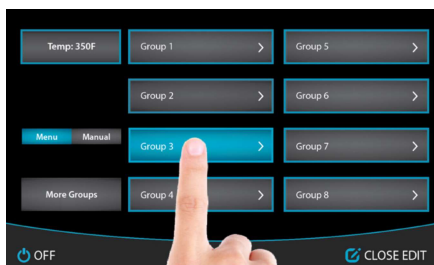 Temp: 350F
Group 1
Group 5
Group 2
Group 6
Menu
Manual
Group 3
Group 7
More Groups
Group 4
Group 8
OFF
CLOSE EDIT